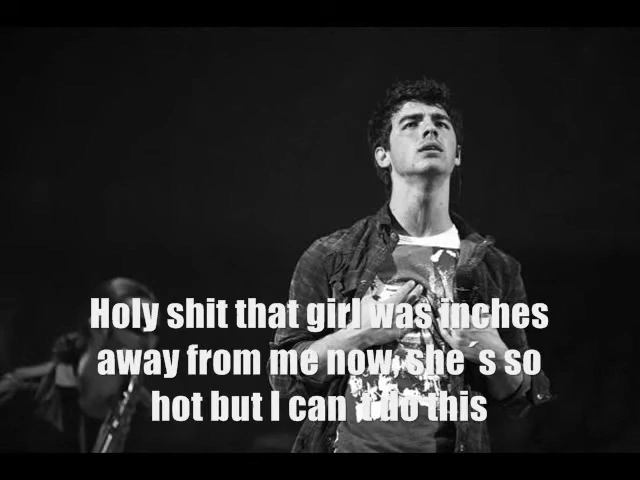 Holy shit that girl was inches
away from me now, she s so
hot but I can t do this